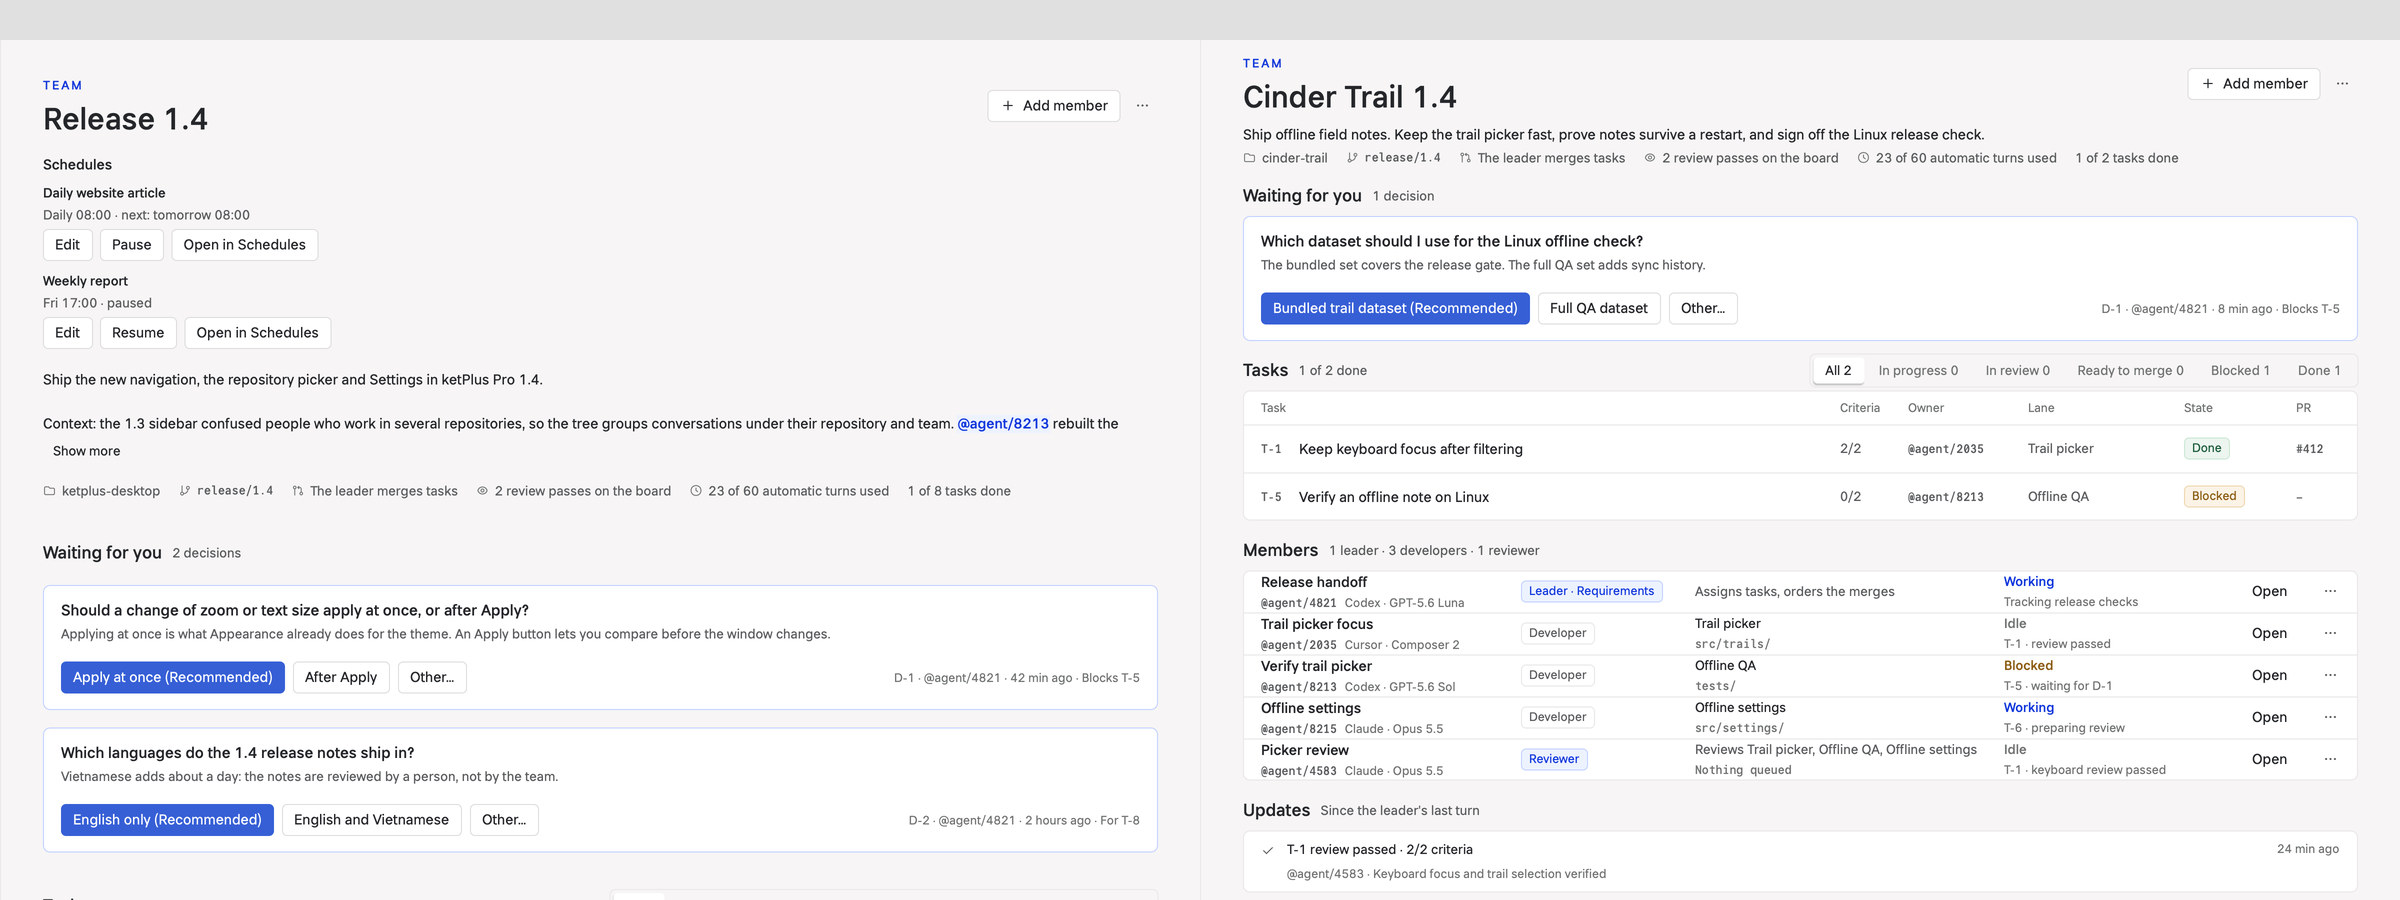 TEAM
Release 1.4
+ Add member ···
Schedules
Daily website article
Daily 08:00 · next: tomorrow 08:00
Edit Pause Open in Schedules
Weekly report
Fri 17:00 · paused
Edit Resume Open in Schedules
Ship the new navigation, the repository picker and Settings in ketPlus Pro 1.4.
Context: the 1.3 sidebar confused people who work in several repositories, so the tree groups conversations under their repository and team. @agent/8213 rebuilt the
Show more
ketplus-desktop release/1.4 The leader merges tasks 2 review passes on the board 23 of 60 automatic turns used 1 of 8 tasks done
Waiting for you 2 decisions
Should a change of zoom or text size apply at once, or after Apply?
Applying at once is what Appearance already does for the theme. An Apply button lets you compare before the window changes.
Apply at once (Recommended) After Apply Other... D-1 · @agent/4821 · 42 min ago · Blocks T-5
Which languages do the 1.4 release notes ship in?
Vietnamese adds about a day: the notes are reviewed by a person, not by the team.
English only (Recommended) English and Vietnamese Other... D-2 · @agent/4821 · 2 hours ago · For T-8
TEAM
Cinder Trail 1.4
+ Add member ···
Ship offline field notes. Keep the trail picker fast, prove notes survive a restart, and sign off the Linux release check.
cinder-trail release/1.4 The leader merges tasks 2 review passes on the board 23 of 60 automatic turns used 1 of 2 tasks done
Waiting for you 1 decision
Which dataset should I use for the Linux offline check?
The bundled set covers the release gate. The full QA set adds sync history.
Bundled trail dataset (Recommended) Full QA dataset Other... D-1 · @agent/4821 · 8 min ago · Blocks T-5
Tasks 1 of 2 done All 2 In progress 0 In review 0 Ready to merge 0 Blocked 1 Done 1
Task Criteria Owner Lane State PR
T-1 Keep keyboard focus after filtering 2/2 @agent/2035 Trail picker Done #412
T-5 Verify an offline note on Linux 0/2 @agent/8213 Offline QA Blocked –
Members 1 leader · 3 developers · 1 reviewer
Release handoff Leader · Requirements Assigns tasks, orders the merges Working Open ···
@agent/4821 Codex · GPT-5.6 Luna Tracking release checks
Trail picker focus Developer Trail picker Idle Open ···
@agent/2035 Cursor · Composer 2 src/trails/ T-1 · review passed
Verify trail picker Developer Offline QA Blocked Open ···
@agent/8213 Codex · GPT-5.6 Sol tests/ T-5 · waiting for D-1
Offline settings Developer Offline settings Working Open ···
@agent/8215 Claude · Opus 5.5 src/settings/ T-6 · preparing review
Picker review Reviewer Reviews Trail picker, Offline QA, Offline settings Idle Open ···
@agent/4583 Claude · Opus 5.5 Nothing queued T-1 · keyboard review passed
Updates Since the leader's last turn
T-1 review passed · 2/2 criteria 24 min ago
@agent/4583 · Keyboard focus and trail selection verified